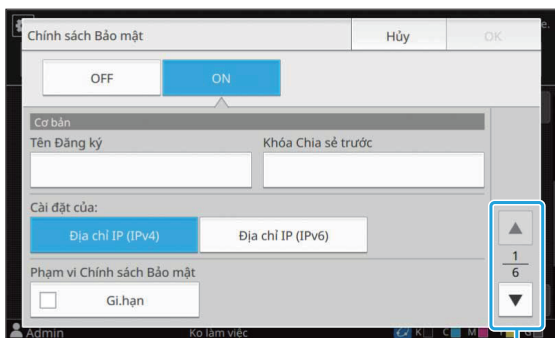 Chính sách Bảo mật Hủy OK
OFF ON
Cơ bản
Tên Đăng ký Khóa Chia sẻ trước
Cài đặt của:
Địa chỉ IP (IPv4) Địa chỉ IP (IPv6)
1
6
Phạm vi Chính sách Bảo mật
Gi.hạn
Admin Ko làm việc K C M Y G